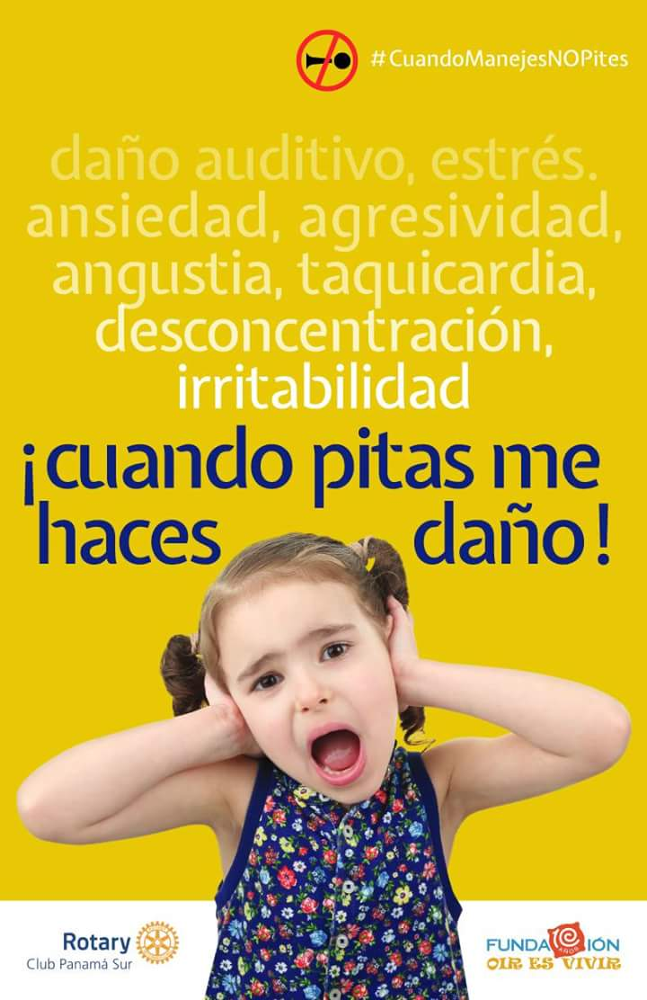 #CuandoManejesNOPites
daño auditivo, estrés.
ansiedad, agresividad,
angustia, taquicardia,
desconcentración,
irritabilidad
¡cuando pitas me
haces daño!
Rotary
Club Panamá Sur
FUNDACIÓN
AÑOS
OIR ES VIVIR